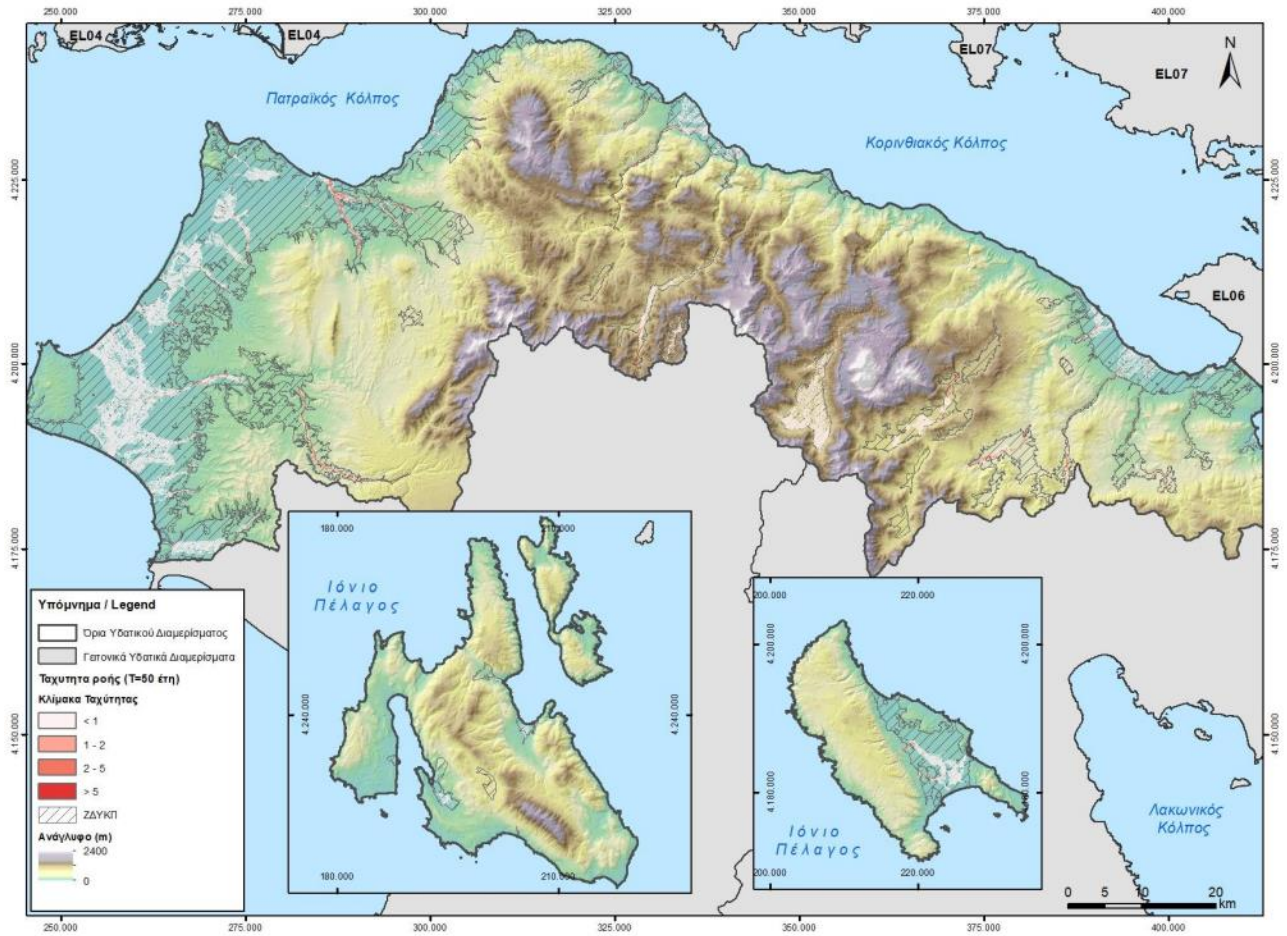 250.000 275.000 300.000 325.000 350.000 375.000 400.000
EL04
EL04
EL07
EL07
N
Πατραϊκός Κόλπος
Κορινθιακός Κόλπος
4.225.000
4.225.000
EL06
4.200.000
4.200.000
4.175.000
4.175.000
4.150.000
4.150.000
180.000 210.000
Ιόνιο
Πέλαγος
4.240.000
4.240.000
180.000 210.000
200.000 220.000
4.200.000
4.200.000
4.180.000
4.180.000
Ιόνιο
Πέλαγος
200.000 220.000
Λακωνικός
Κόλπος
Υπόμνημα / Legend
Όρια Υδατικού Διαμερίσματος
Γειτονικά Υδατικά Διαμερίσματα
Ταχυτητα ροής (Τ=50 έτη)
Κλίμακα Ταχύτητας
< 1
1 - 2
2 - 5
> 5
ΖΔΥΚΠ
Ανάγλυφο (m)
2400
0
0 5 10 20
km
250.000 275.000 300.000 325.000 350.000 375.000 400.000